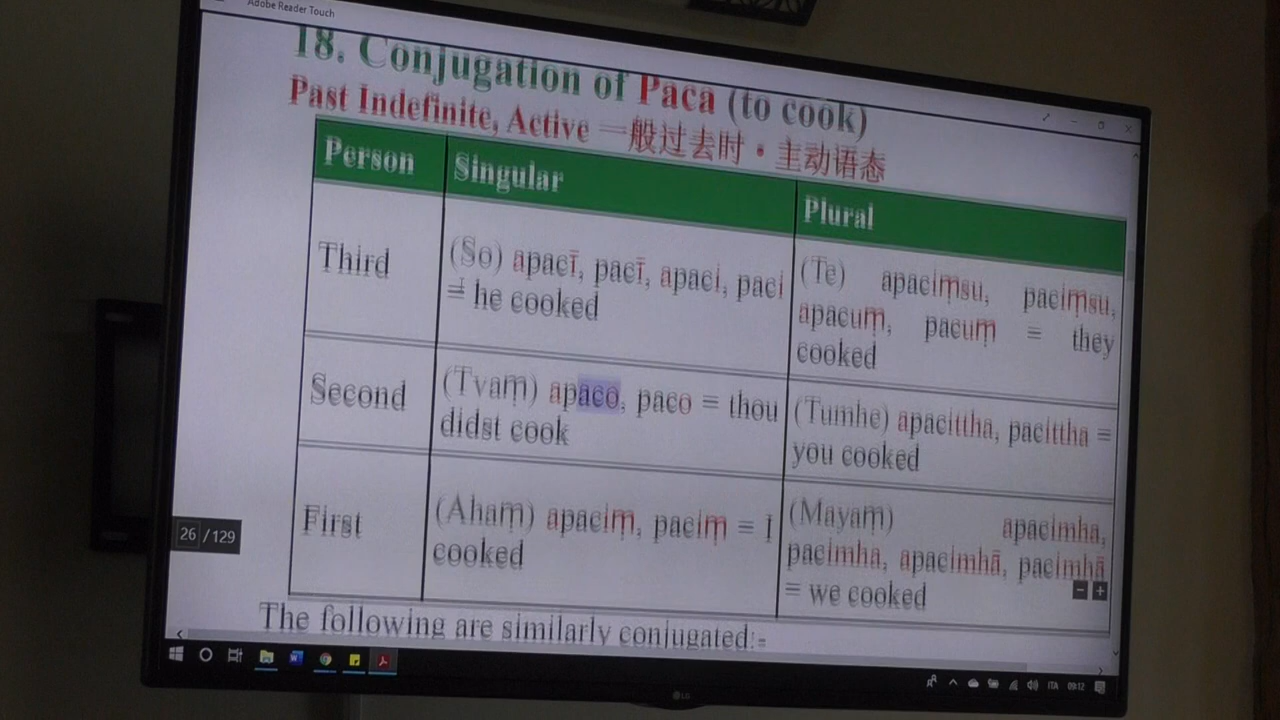 Adobe Reader Touch
18. Conjugation of Paca (to cook)
Past Indefinite, Active 一般过去时・主动语态
Person Singular Plural
Third
(So) apacī, pacī, apaci, paci
= he cooked
(Te) apaciṃsu, paciṃsu,
apacuṃ, pacuṃ = they
cooked
Second
(Tvaṃ) apaco, paco = thou
didst cook
(Tumhe) apacittha, pacittha =
you cooked
First
(Ahaṃ) apaciṃ, paciṃ = I
cooked
(Mayaṃ) apacimha,
pacimha, apacimhā, pacimhā
= we cooked
26 / 129
The following are similarly conjugated:-
ITA 09:12
LG